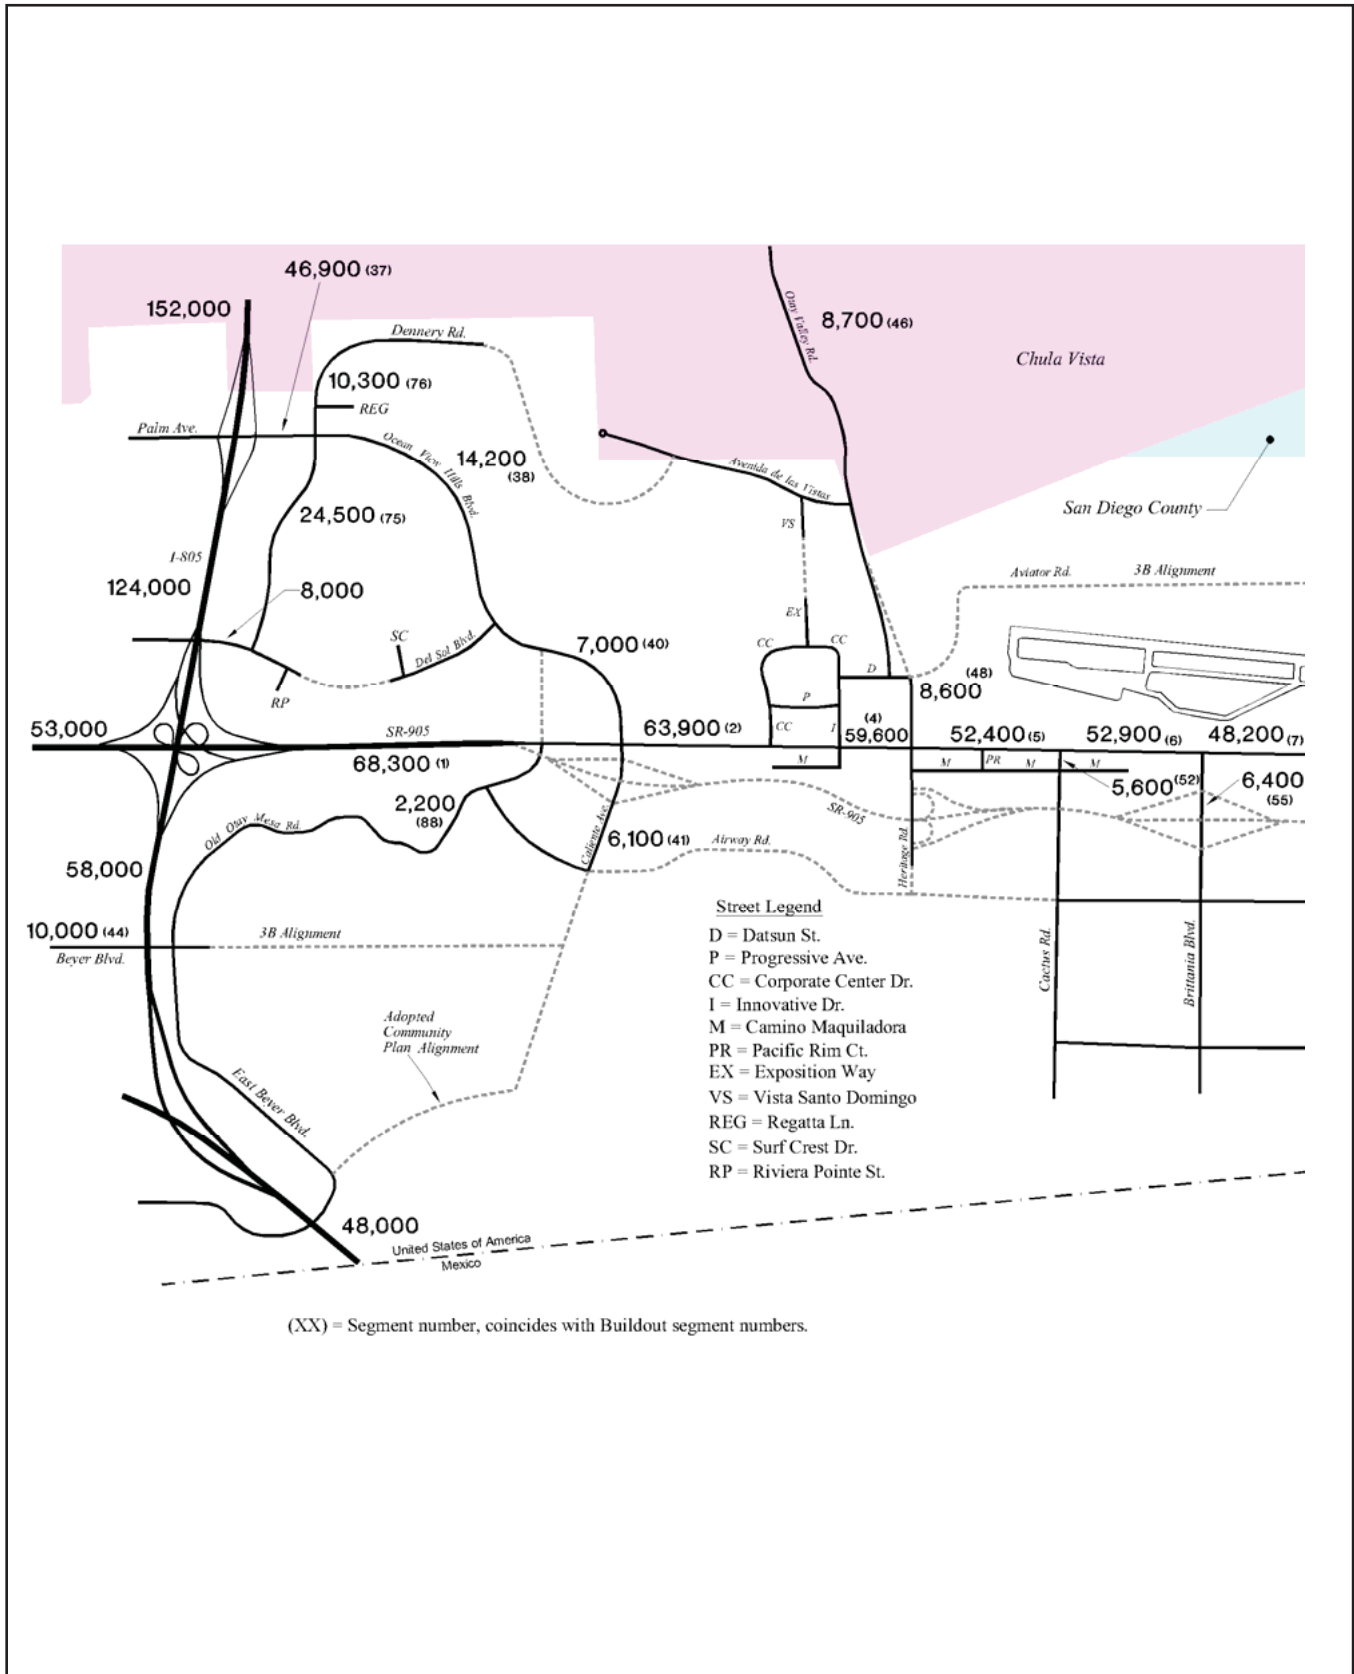 46,900 (37)
152,000
Otay Valley Rd.
8,700 (46)
Dennery Rd.
Chula Vista
10,300 (76)
REG
Palm Ave.
Ocean View Hills Blvd.
14,200
(38)
Avenida de las Vistas
San Diego County
24,500 (75)
VS
I-805
Aviator Rd.
3B Alignment
124,000
8,000
EX
SC
Del Sol Blvd.
7,000 (40)
CC
CC
D
(48)
8,600
RP
P
53,000
SR-905
63,900 (2)
CC
I
(4)
59,600
52,400 (5)
52,900 (6)
48,200 (7)
68,300 (1)
M
M
PR
M
M
5,600 (52)
6,400
(55)
2,200
(88)
SR-905
Old Otay Mesa Rd.
Caliente Ave.
6,100 (41)
Airway Rd.
Heritage Rd.
58,000
Street Legend
10,000 (44)
Beyer Blvd.
3B Alignment
D = Datsun St.
P = Progressive Ave.
CC = Corporate Center Dr.
I = Innovative Dr.
M = Camino Maquiladora
PR = Pacific Rim Ct.
EX = Exposition Way
VS = Vista Santo Domingo
REG = Regatta Ln.
SC = Surf Crest Dr.
RP = Riviera Pointe St.
Cactus Rd.
Brittania Blvd.
Adopted
Community
Plan Alignment
East Beyer Blvd.
48,000
United States of America
Mexico
(XX) = Segment number, coincides with Buildout segment numbers.